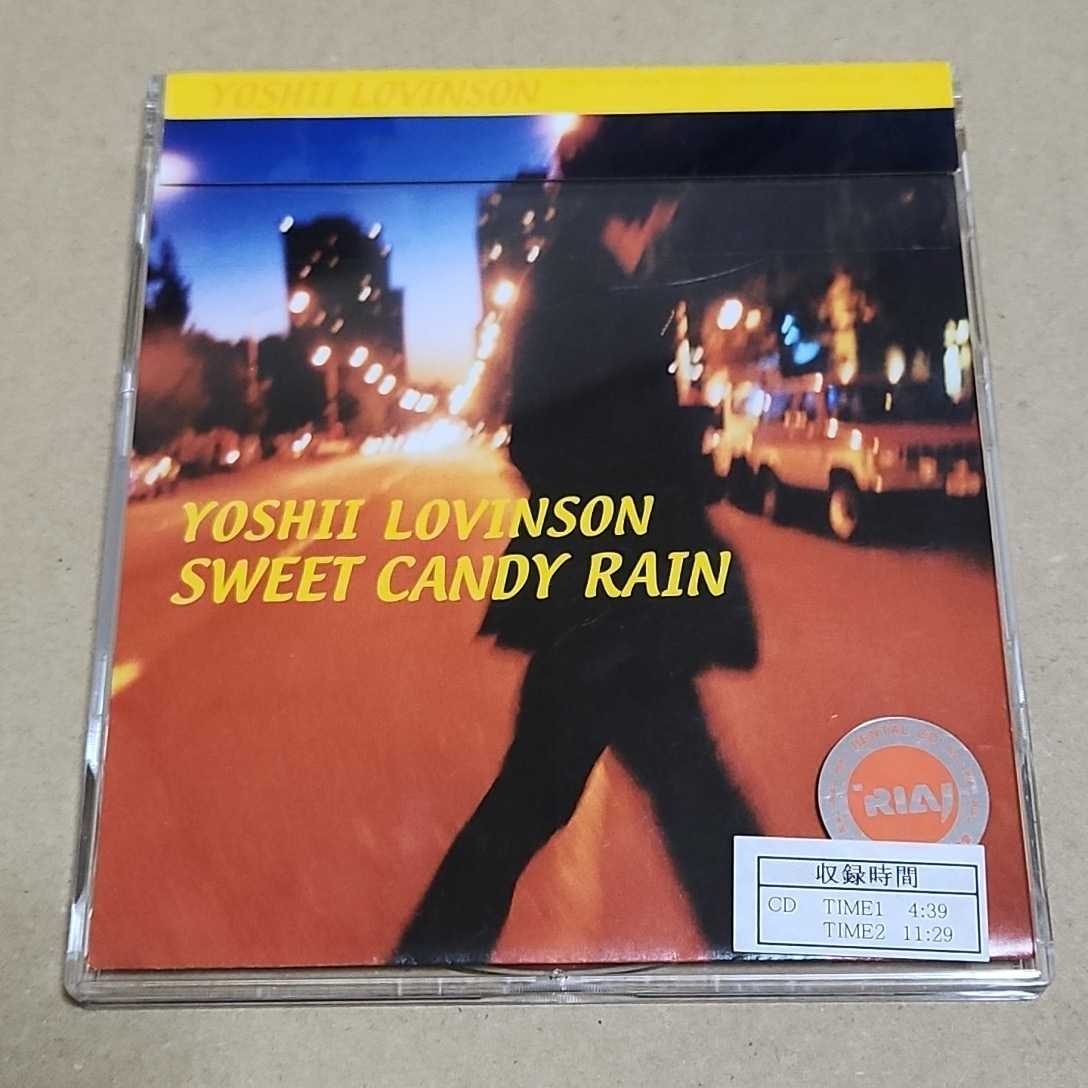 YOSHII LOVINSON
YOSHII LOVINSON
SWEET CANDY RAIN
RENTAL
RIAJ
収録時間
CD TIME1 4:39
TIME2 11:29